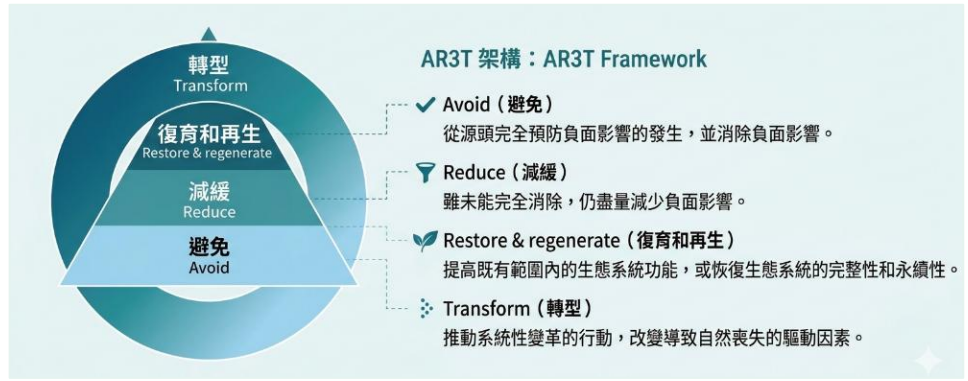 轉型
Transform
復育和再生
Restore & regenerate
減緩
Reduce
避免
Avoid
AR3T 架構：AR3T Framework
Avoid（避免）
從源頭完全預防負面影響的發生，並消除負面影響。
Reduce（減緩）
雖未能完全消除，仍盡量減少負面影響。
Restore & regenerate（復育和再生）
提高既有範圍內的生態系統功能，或恢復生態系統的完整性和永續性。
Transform（轉型）
推動系統性變革的行動，改變導致自然喪失的驅動因素。